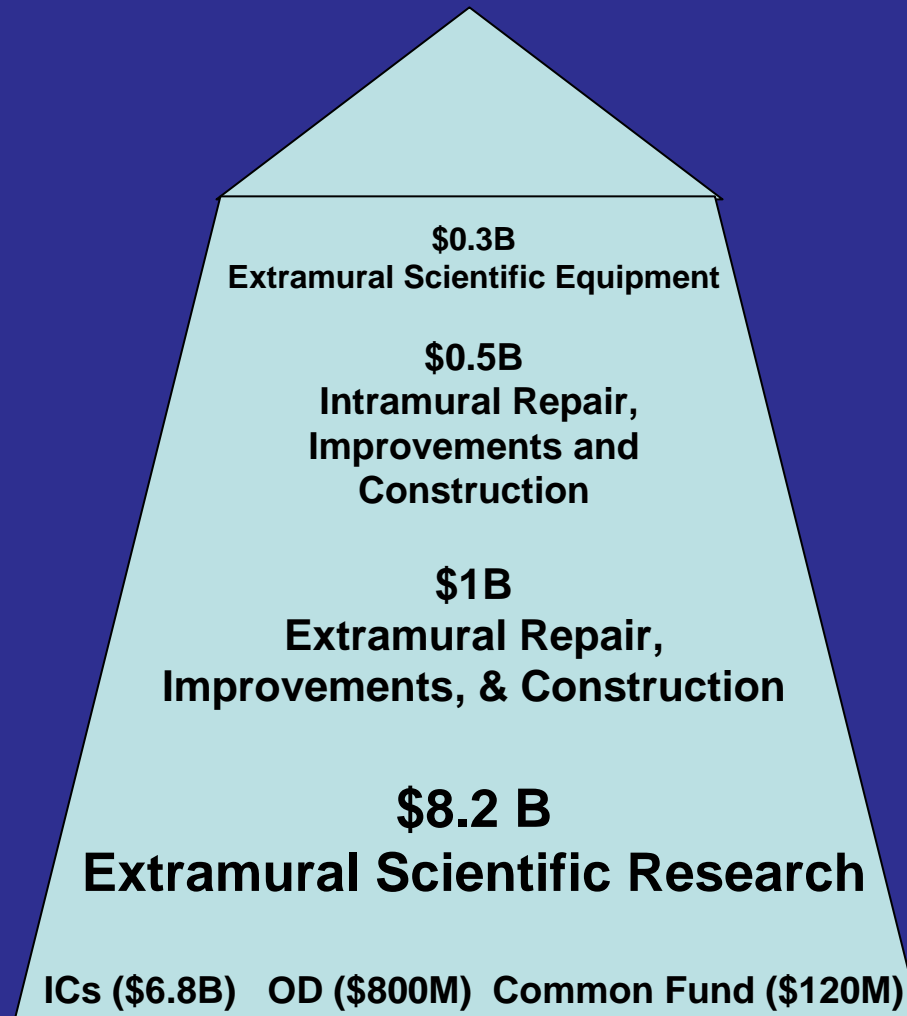 $0.3B
Extramural Scientific Equipment
$0.5B
Intramural Repair,
Improvements and
Construction
$1B
Extramural Repair,
Improvements, & Construction
$8.2 B
Extramural Scientific Research
ICs ($6.8B) OD ($800M) Common Fund ($120M)